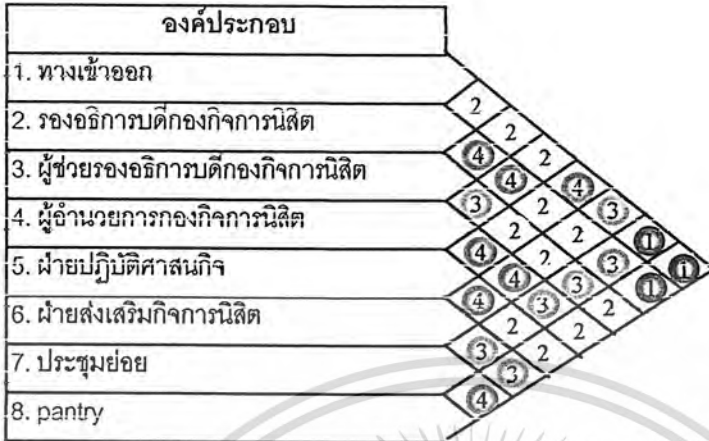 องค์ประกอบ
1. ทางเข้าออก
2
2. รองอธิการบดีกองกิจการนิสิต
2
4 2
3. ผู้ช่วยรองอธิการบดีกองกิจการนิสิต
4 4
3 2 3
4. ผู้อำนวยการกองกิจการนิสิต
2 2 1
4 2 3 1
5. ฝ่ายปฏิบัติศาสนกิจ
4 3 1
4 3 2
6. ฝ่ายส่งเสริมกิจการนิสิต
2 2
3 2
7. ประชุมย่อย
3
4
8. pantry